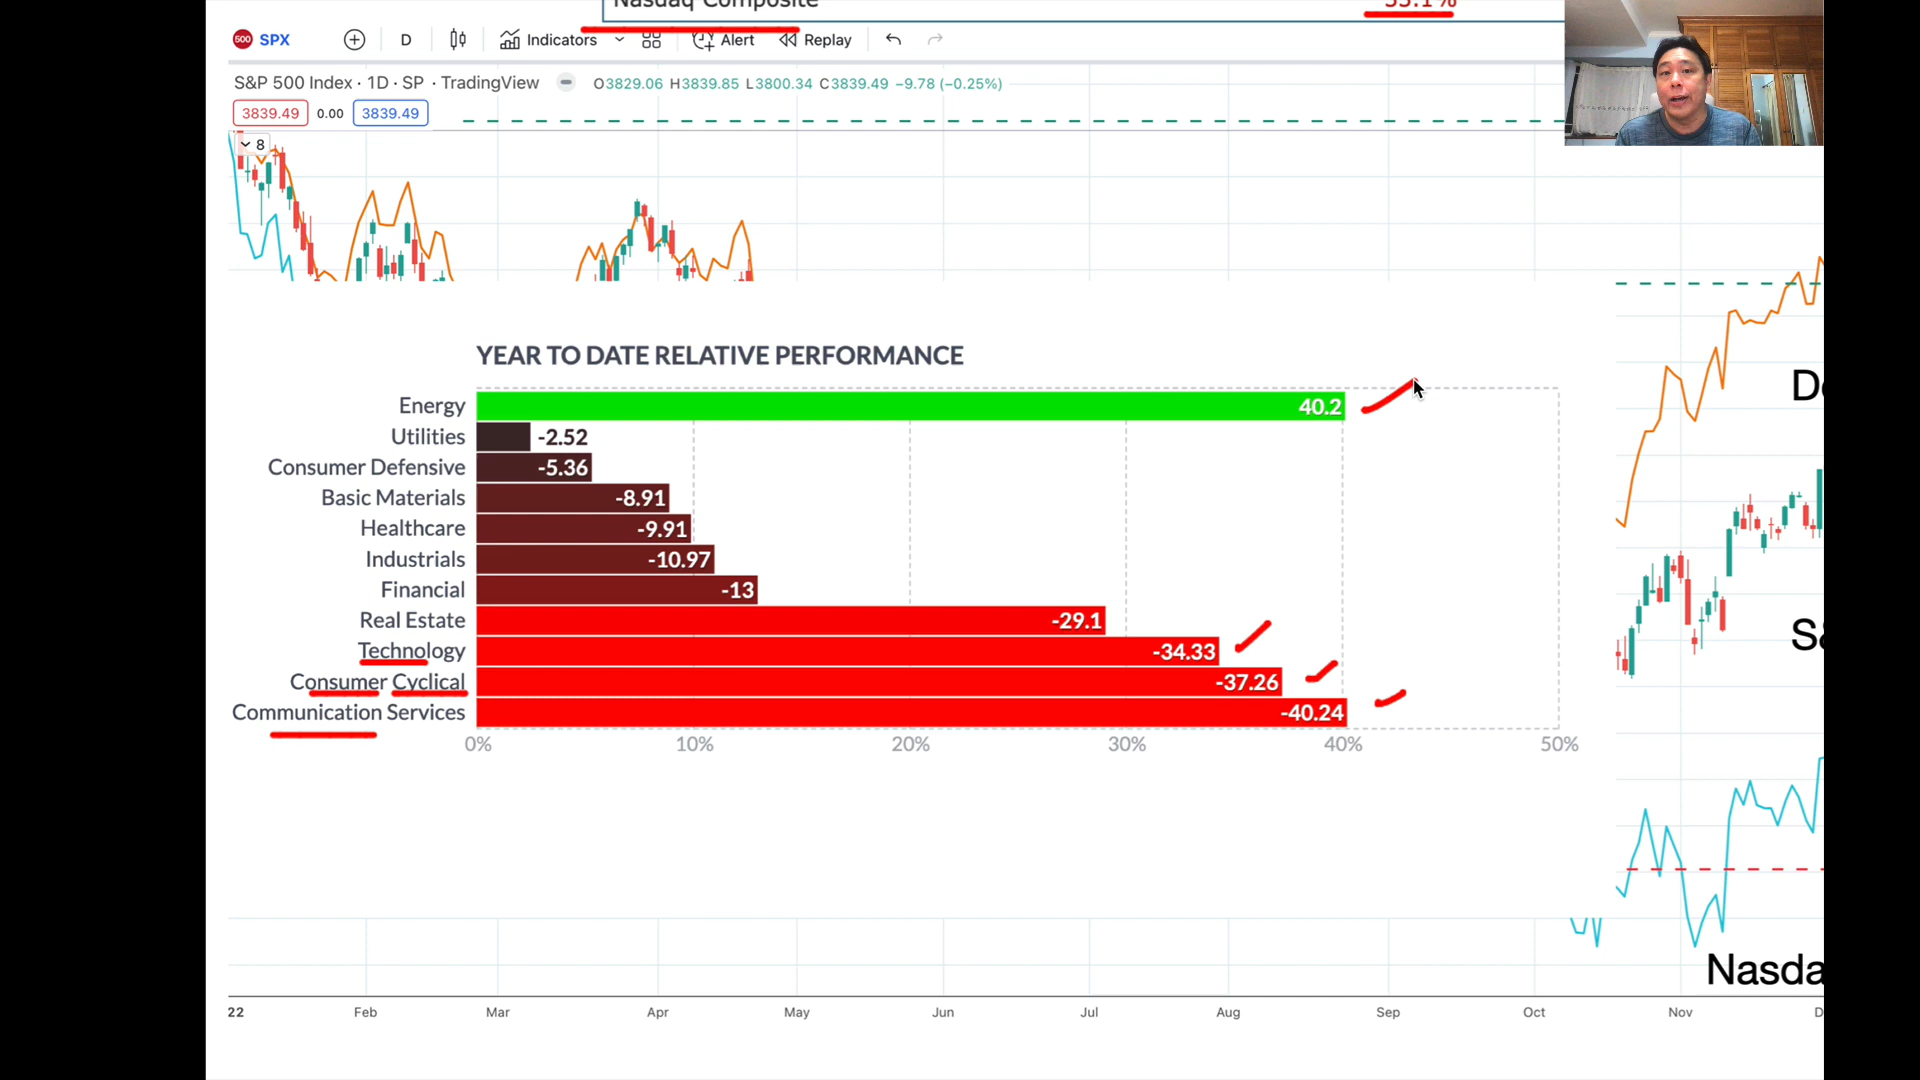 Nasdaq Composite
-33.1%
500 SPX D Indicators Alert Replay
S&P 500 Index · 1D · SP · TradingView O3829.06 H3839.85 L3800.34 C3839.49 −9.78 (−0.25%)
3839.49 0.00 3839.49
8
YEAR TO DATE RELATIVE PERFORMANCE
Energy 40.2
Utilities -2.52
Consumer Defensive -5.36
Basic Materials -8.91
Healthcare -9.91
Industrials -10.97
Financial -13
Real Estate -29.1
Technology -34.33
Consumer Cyclical -37.26
Communication Services -40.24
0% 10% 20% 30% 40% 50%
D
S&
Nasda
22 Feb Mar Apr May Jun Jul Aug Sep Oct Nov D